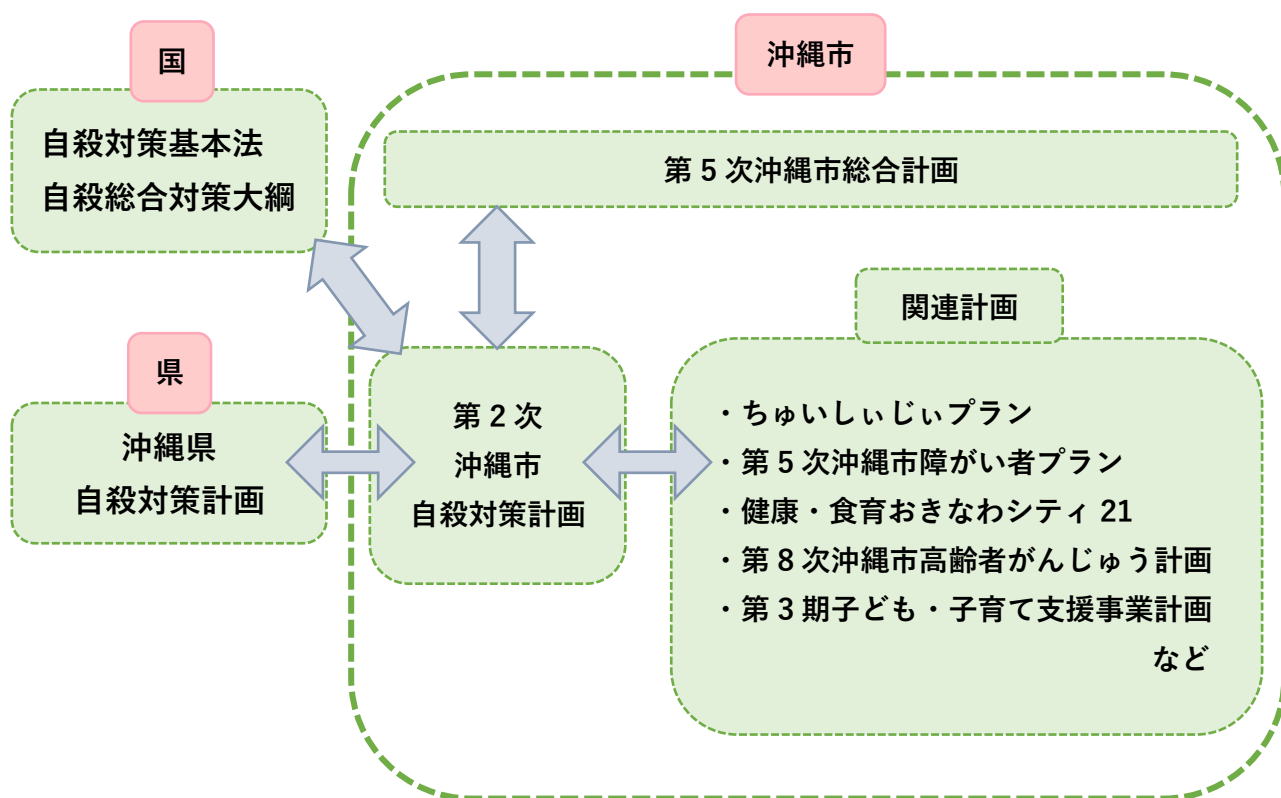 国
自殺対策基本法
自殺総合対策大綱
沖縄市
第5次沖縄市総合計画
県
沖縄県
自殺対策計画
第2次
沖縄市
自殺対策計画
関連計画
・ちゅいしぃじぃプラン
・第5次沖縄市障がい者プラン
・健康・食育おきなわシティ21
・第8次沖縄市高齢者がんじゅう計画
・第3期子ども・子育て支援事業計画
など